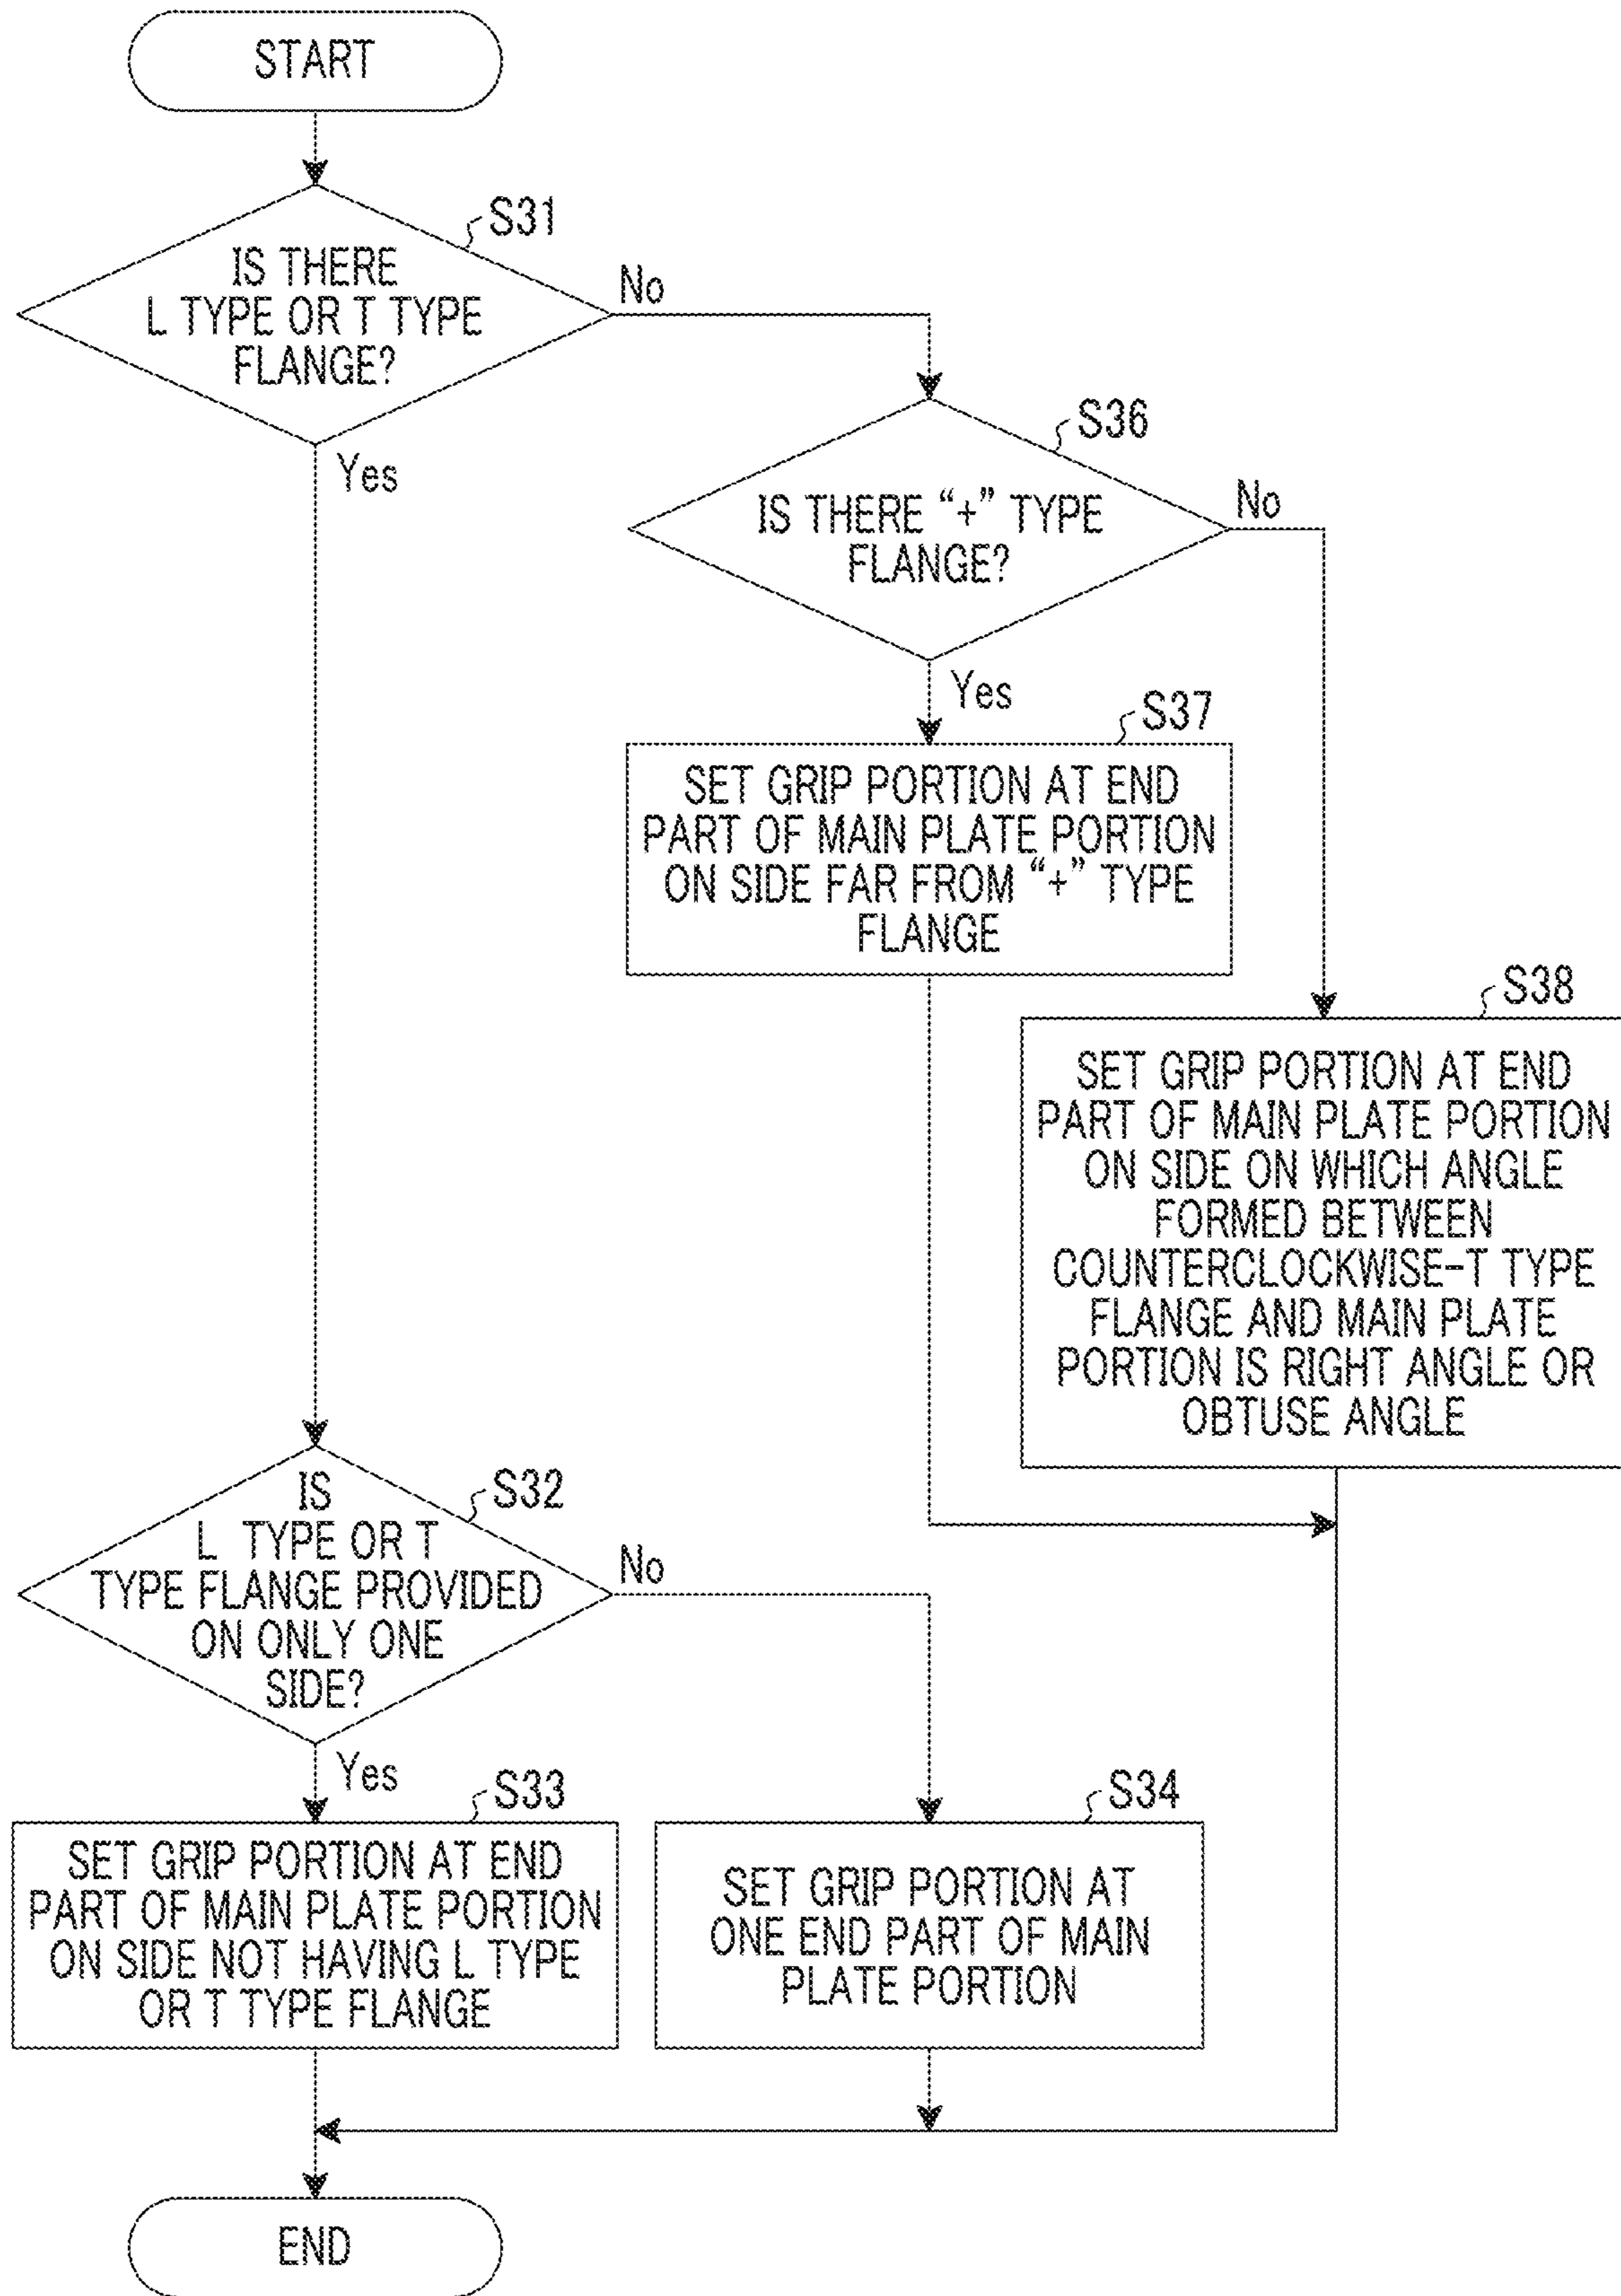 START
S31
IS THERE
L TYPE OR T TYPE
FLANGE?
No
Yes
S36
IS THERE “+” TYPE
FLANGE?
No
Yes
S37
SET GRIP PORTION AT END
PART OF MAIN PLATE PORTION
ON SIDE FAR FROM “+” TYPE
FLANGE
S38
SET GRIP PORTION AT END
PART OF MAIN PLATE PORTION
ON SIDE ON WHICH ANGLE
FORMED BETWEEN
COUNTERCLOCKWISE-T TYPE
FLANGE AND MAIN PLATE
PORTION IS RIGHT ANGLE OR
OBTUSE ANGLE
S32
IS
L TYPE OR T
TYPE FLANGE PROVIDED
ON ONLY ONE
SIDE?
No
Yes
S33
SET GRIP PORTION AT END
PART OF MAIN PLATE PORTION
ON SIDE NOT HAVING L TYPE
OR T TYPE FLANGE
S34
SET GRIP PORTION AT
ONE END PART OF MAIN
PLATE PORTION
END